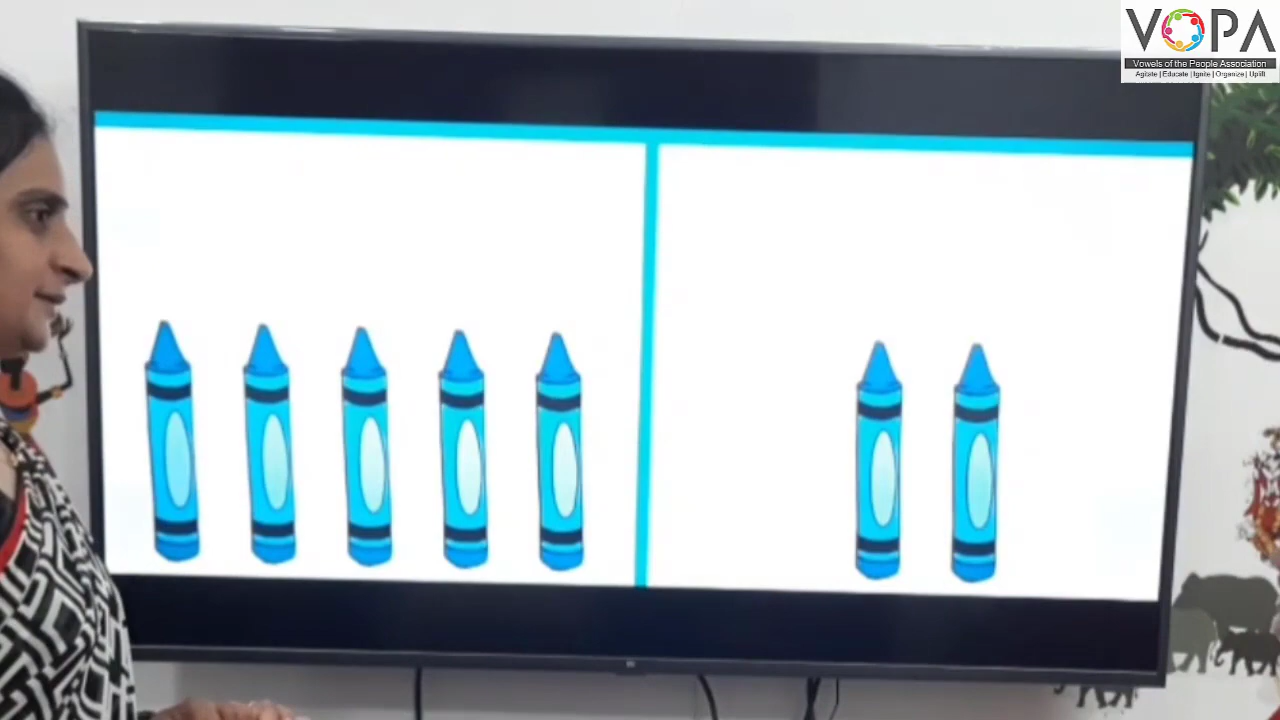 VOPA
Vowels of the People Association
Agitate | Educate | Ignite | Organize | Uplift